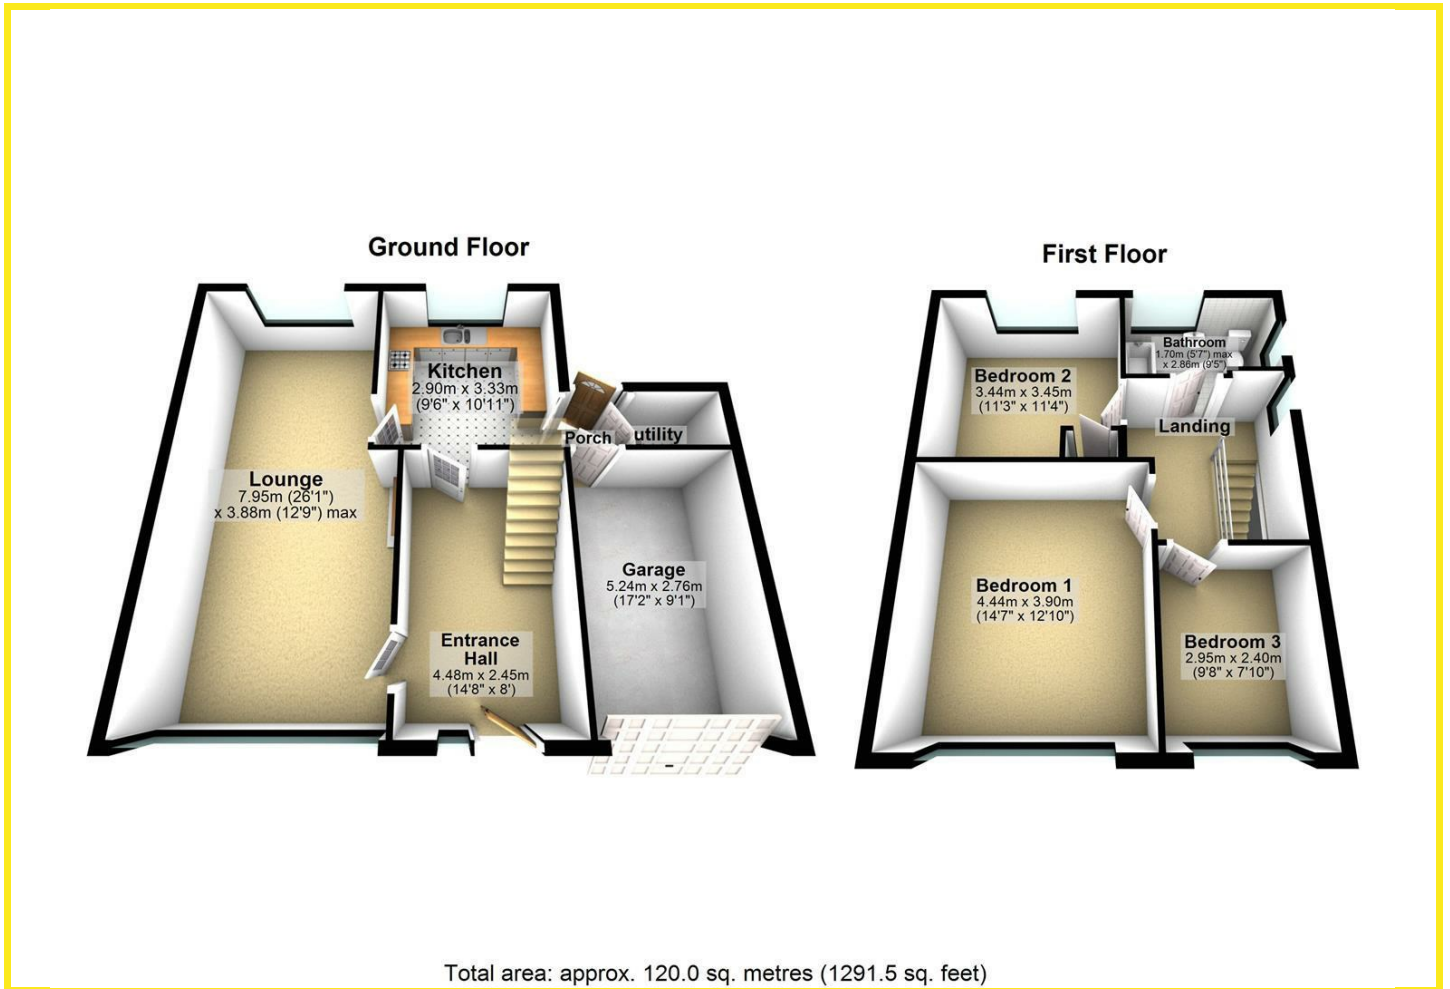 Ground Floor
Kitchen
2.90m x 3.33m
(9'6" x 10'11")
Porch
utility
Lounge
7.95m (26'1")
x 3.88m (12'9") max
Garage
5.24m x 2.76m
(17'2" x 9'1")
Entrance
Hall
4.48m x 2.45m
(14'8" x 8')
First Floor
Bathroom
1.70m (5'7") max
x 2.86m (9'5")
Bedroom 2
3.44m x 3.45m
(11'3" x 11'4")
Landing
Bedroom 1
4.44m x 3.90m
(14'7" x 12'10")
Bedroom 3
2.95m x 2.40m
(9'8" x 7'10")
Total area: approx. 120.0 sq. metres (1291.5 sq. feet)